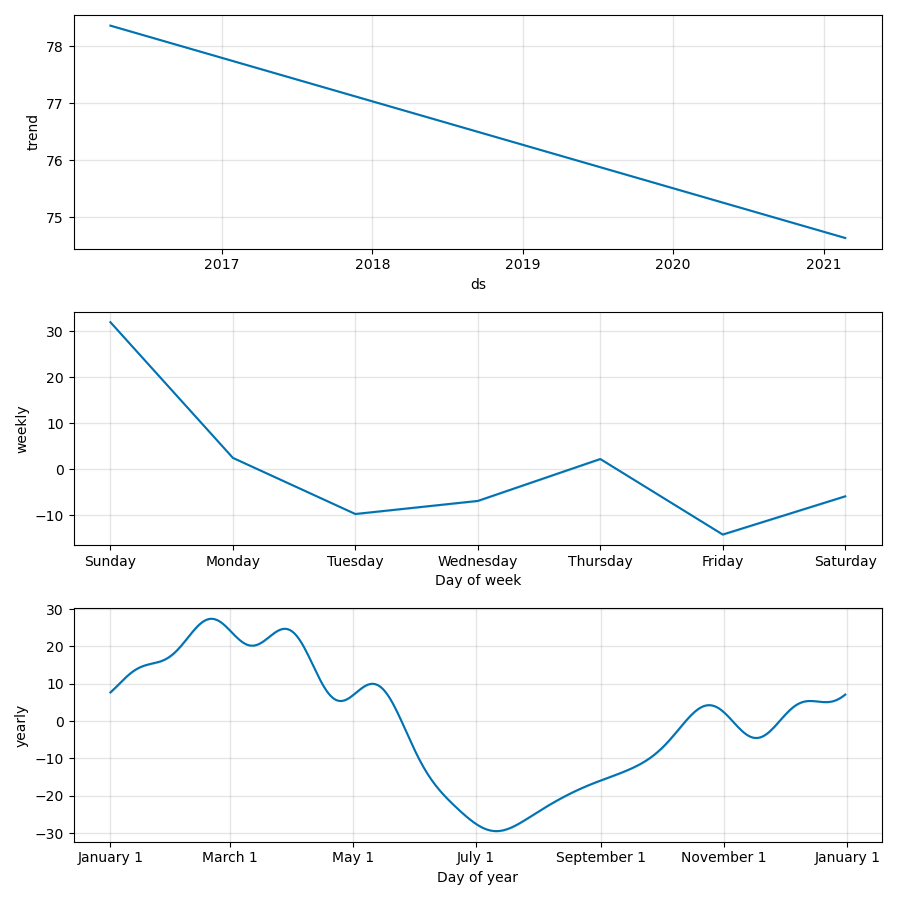 78
77
76
75
trend
2017 2018 2019 2020 2021
ds
30
20
10
0
−10
weekly
Sunday Monday Tuesday Wednesday Thursday Friday Saturday
Day of week
30
20
10
0
−10
−20
−30
yearly
January 1 March 1 May 1 July 1 September 1 November 1 January 1
Day of year